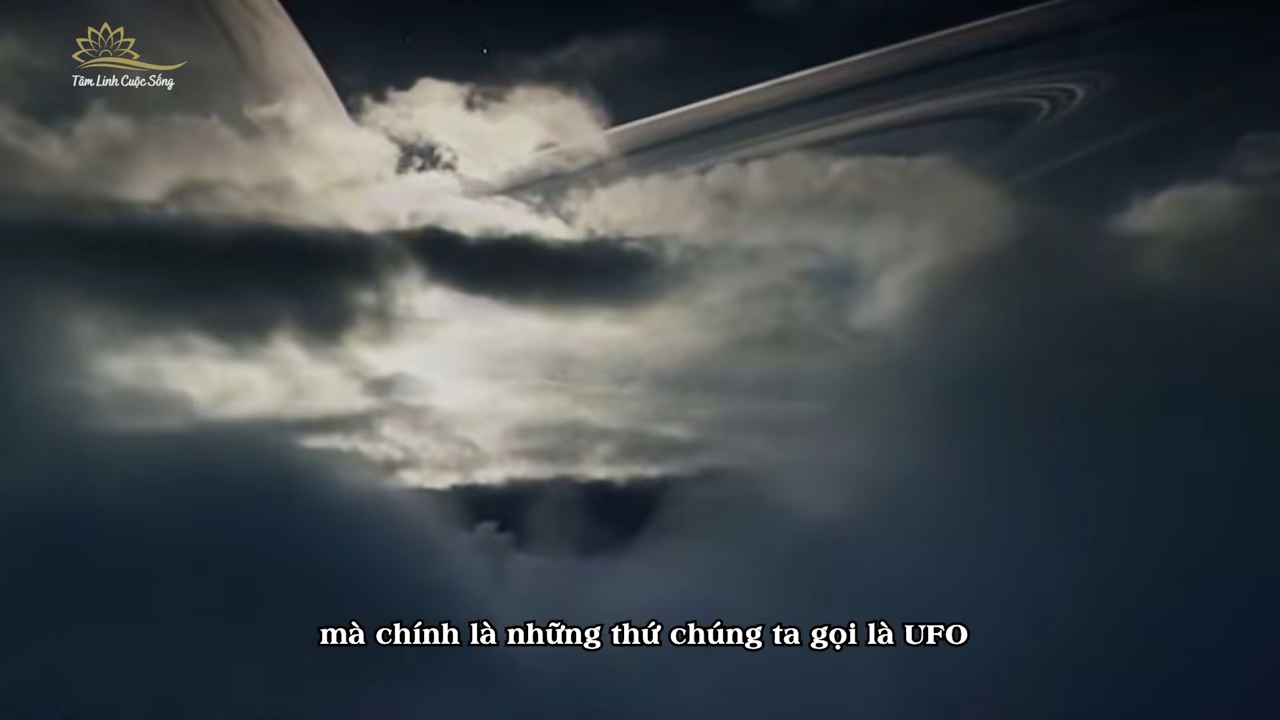 Tâm Linh Cuộc Sống
mà chính là những thứ chúng ta gọi là UFO